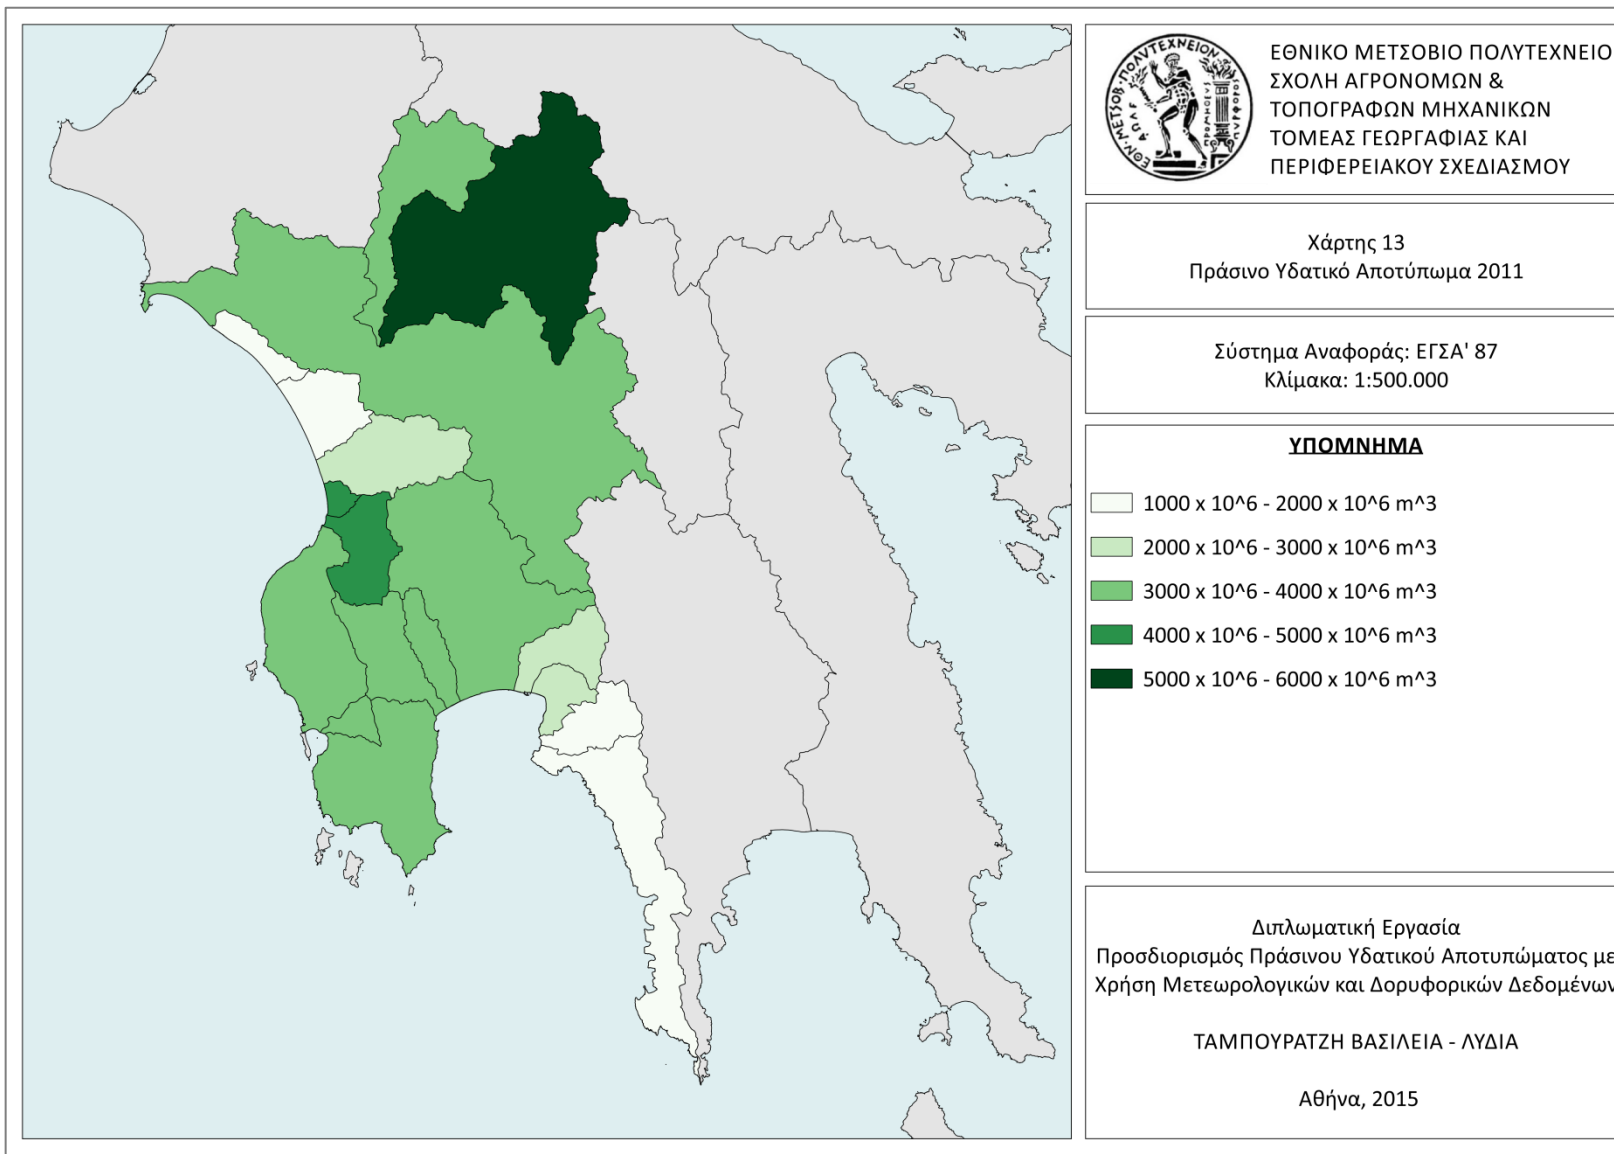 ΕΘΝΙΚΟ ΜΕΤΣΟΒΙΟ ΠΟΛΥΤΕΧΝΕΙΟ
ΣΧΟΛΗ ΑΓΡΟΝΟΜΩΝ &
ΤΟΠΟΓΡΑΦΩΝ ΜΗΧΑΝΙΚΩΝ
ΤΟΜΕΑΣ ΓΕΩΡΓΑΦΙΑΣ ΚΑΙ
ΠΕΡΙΦΕΡΕΙΑΚΟΥ ΣΧΕΔΙΑΣΜΟΥ
Χάρτης 13
Πράσινο Υδατικό Αποτύπωμα 2011
Σύστημα Αναφοράς: ΕΓΣΑ' 87
Κλίμακα: 1:500.000
ΥΠΟΜΝΗΜΑ
1000 x 10^6 - 2000 x 10^6 m^3
2000 x 10^6 - 3000 x 10^6 m^3
3000 x 10^6 - 4000 x 10^6 m^3
4000 x 10^6 - 5000 x 10^6 m^3
5000 x 10^6 - 6000 x 10^6 m^3
Διπλωματική Εργασία
Προσδιορισμός Πράσινου Υδατικού Αποτυπώματος με
Χρήση Μετεωρολογικών και Δορυφορικών Δεδομένων
ΤΑΜΠΟΥΡΑΤΖΗ ΒΑΣΙΛΕΙΑ - ΛΥΔΙΑ
Αθήνα, 2015